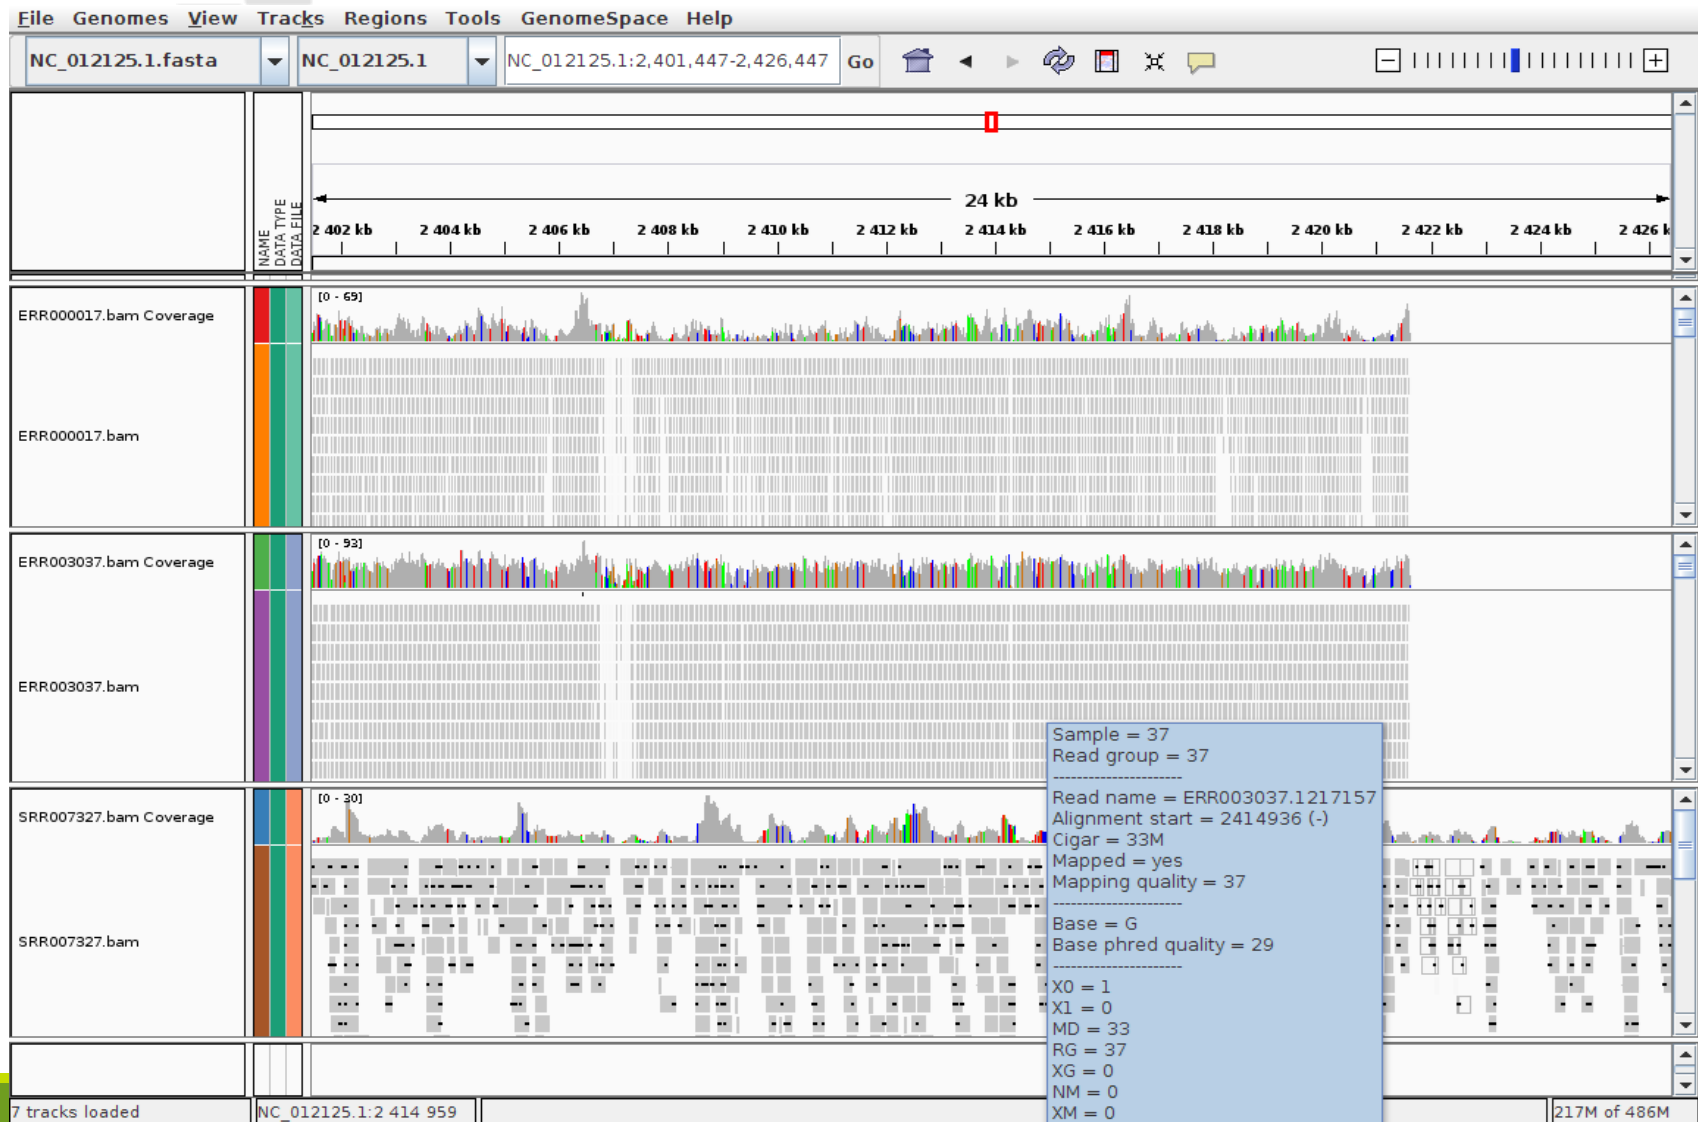 File Genomes View Tracks Regions Tools GenomeSpace Help
NC_012125.1.fasta NC_012125.1 NC_012125.1:2,401,447-2,426,447 Go
24 kb
2 402 kb 2 404 kb 2 406 kb 2 408 kb 2 410 kb 2 412 kb 2 414 kb 2 416 kb 2 418 kb 2 420 kb 2 422 kb 2 424 kb 2 426 k
NAME
DATA TYPE
DATA FILE
[0 - 69]
ERR000017.bam Coverage
ERR000017.bam
[0 - 93]
ERR003037.bam Coverage
ERR003037.bam
[0 - 30]
SRR007327.bam Coverage
SRR007327.bam
Sample = 37
Read group = 37
----------------------
Read name = ERR003037.1217157
Alignment start = 2414936 (-)
Cigar = 33M
Mapped = yes
Mapping quality = 37
----------------------
Base = G
Base phred quality = 29
----------------------
X0 = 1
X1 = 0
MD = 33
RG = 37
XG = 0
NM = 0
XM = 0
7 tracks loaded NC_012125.1:2 414 959 217M of 486M